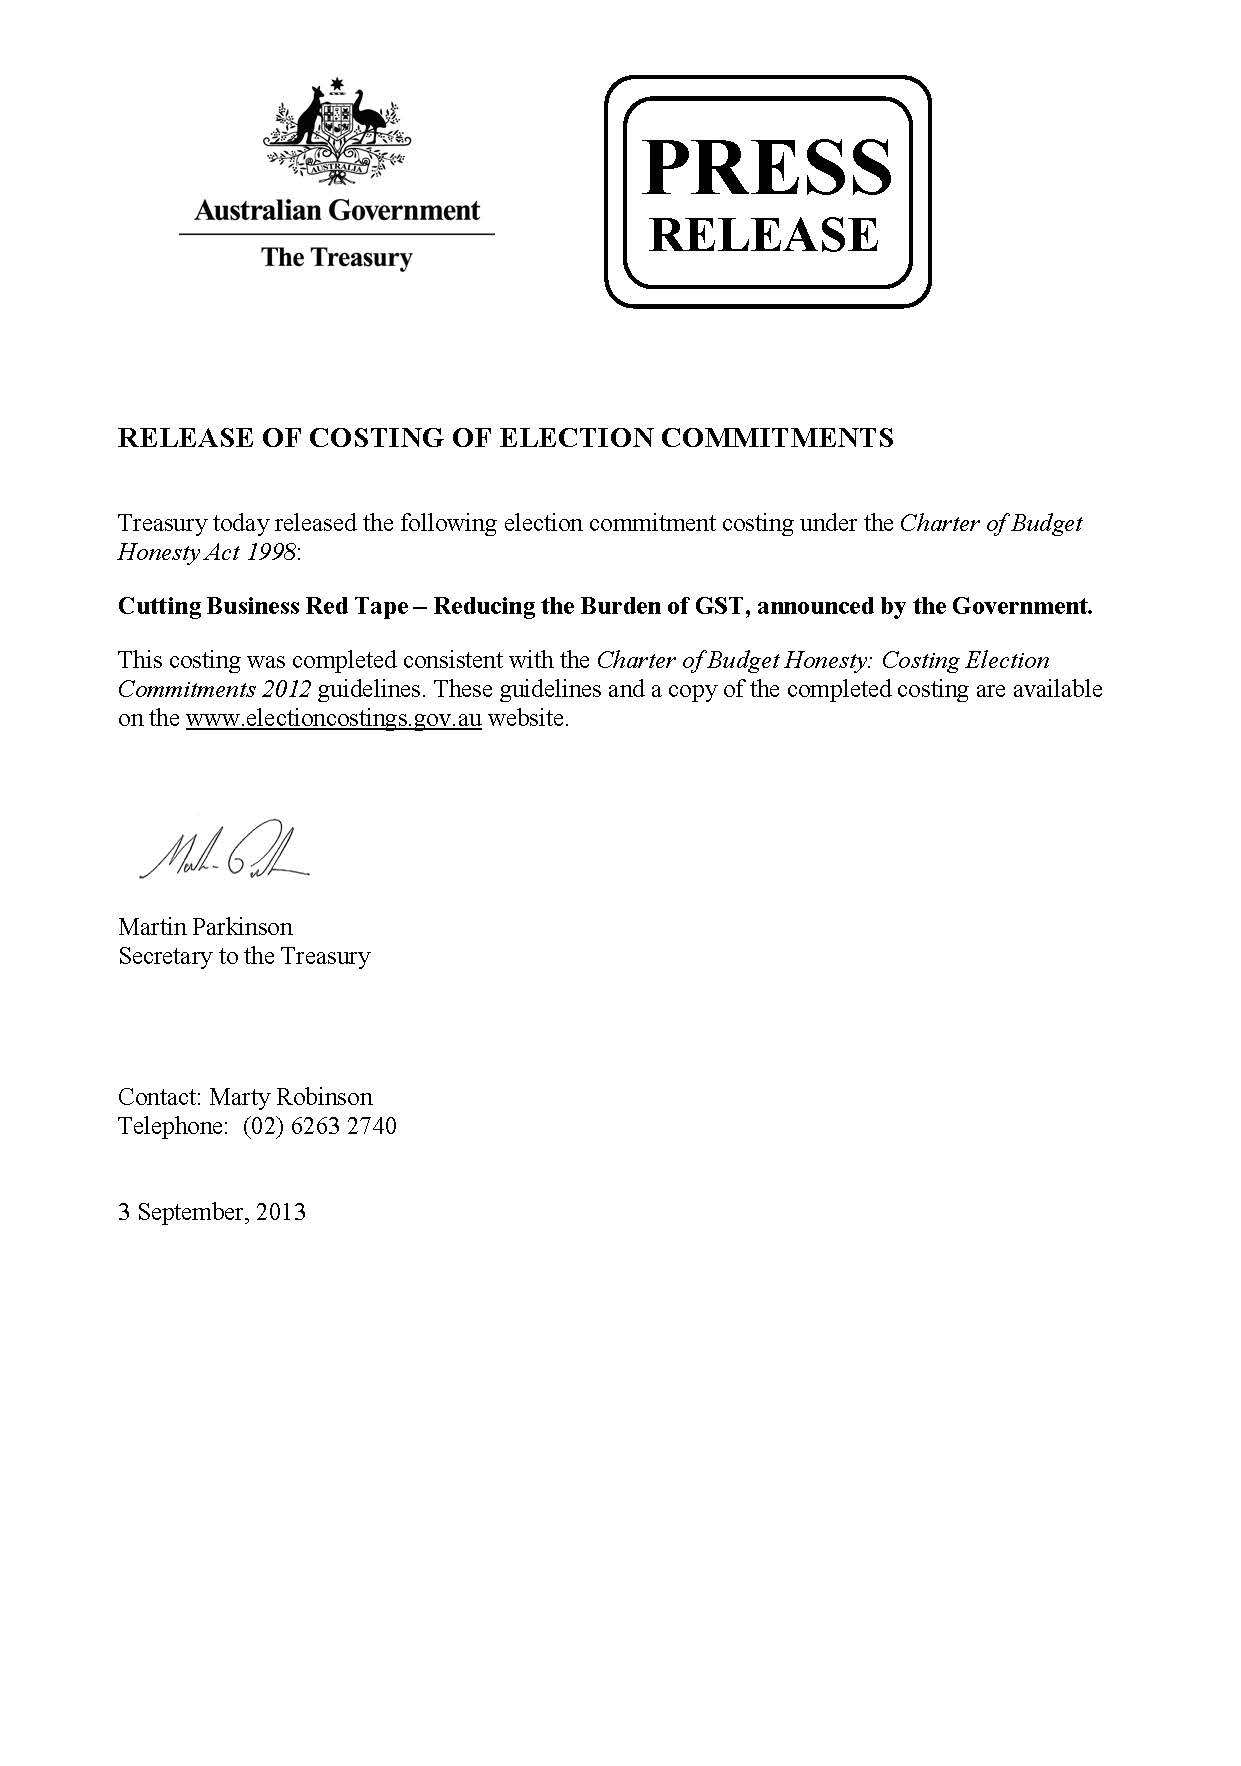 AUSTRALIA
Australian Government
The Treasury
PRESS
RELEASE
RELEASE OF COSTING OF ELECTION COMMITMENTS
Treasury today released the following election commitment costing under the Charter of Budget
Honesty Act 1998:
Cutting Business Red Tape – Reducing the Burden of GST, announced by the Government.
This costing was completed consistent with the Charter of Budget Honesty:  Costing Election
Commitments 2012 guidelines. These guidelines and a copy of the completed costing are available
on the www.electioncostings.gov.au website.
Martin Parkinson
Secretary to the Treasury
Contact: Marty Robinson
Telephone:  (02) 6263 2740
3 September, 2013